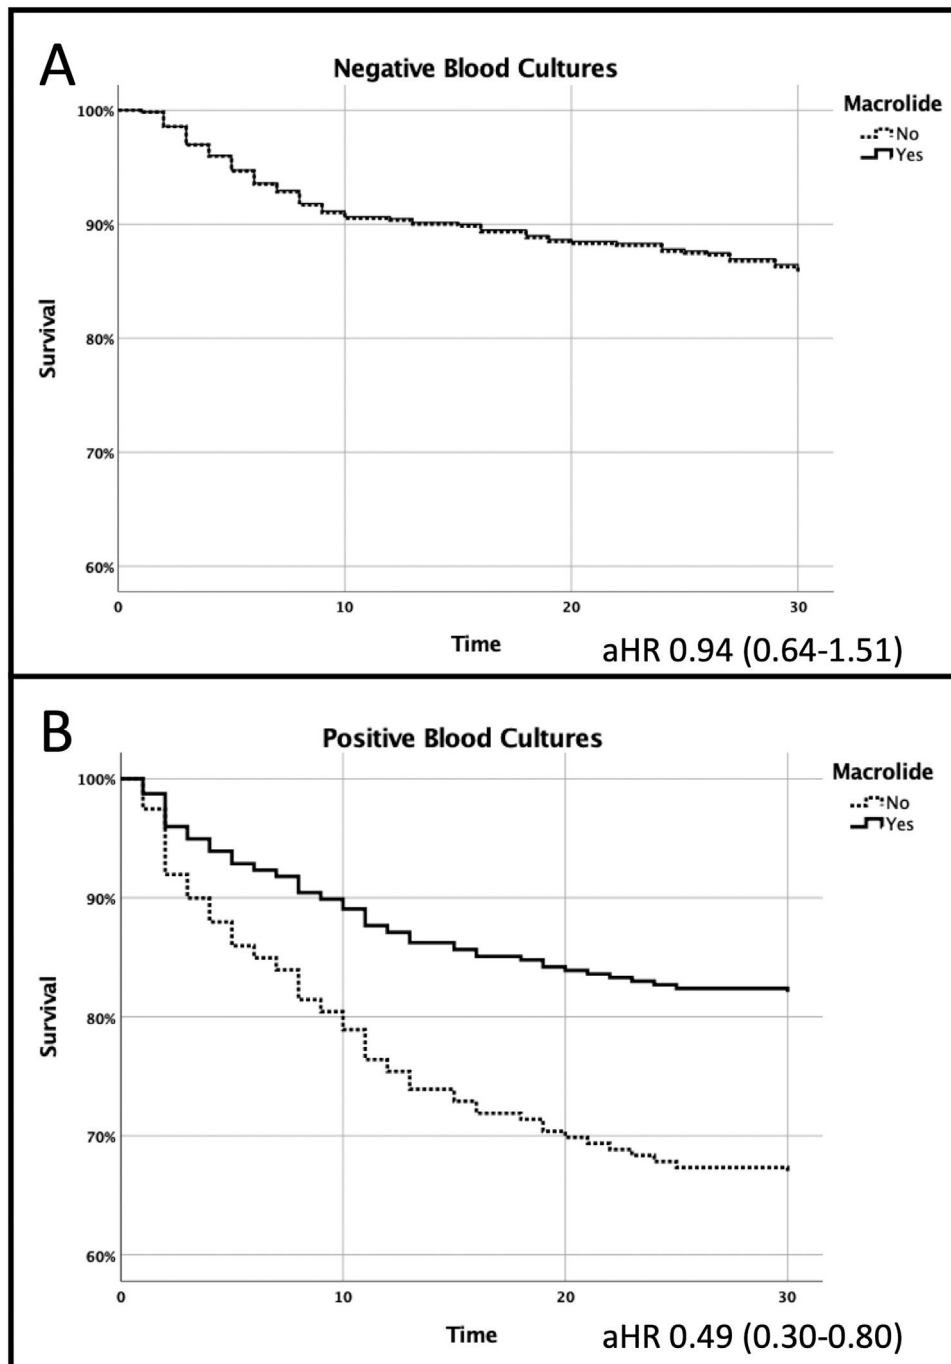 A
Negative Blood Cultures
Macrolide
No
Yes
100%
90%
80%
70%
60%
Survival
0 10 20 30
Time
aHR 0.94 (0.64-1.51)
B
Positive Blood Cultures
Macrolide
No
Yes
100%
90%
80%
70%
60%
Survival
0 10 20 30
Time
aHR 0.49 (0.30-0.80)